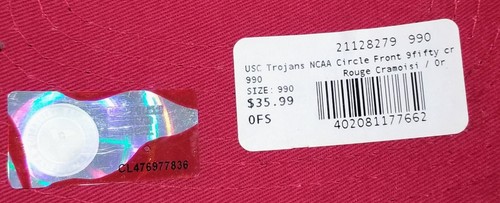 21128279 990
USC Trojans NCAA Circle Front 9fifty cr
990 Rouge Cramoisi / Or
SIZE: 990
$35.99
OFS
402081177662
CL476977836